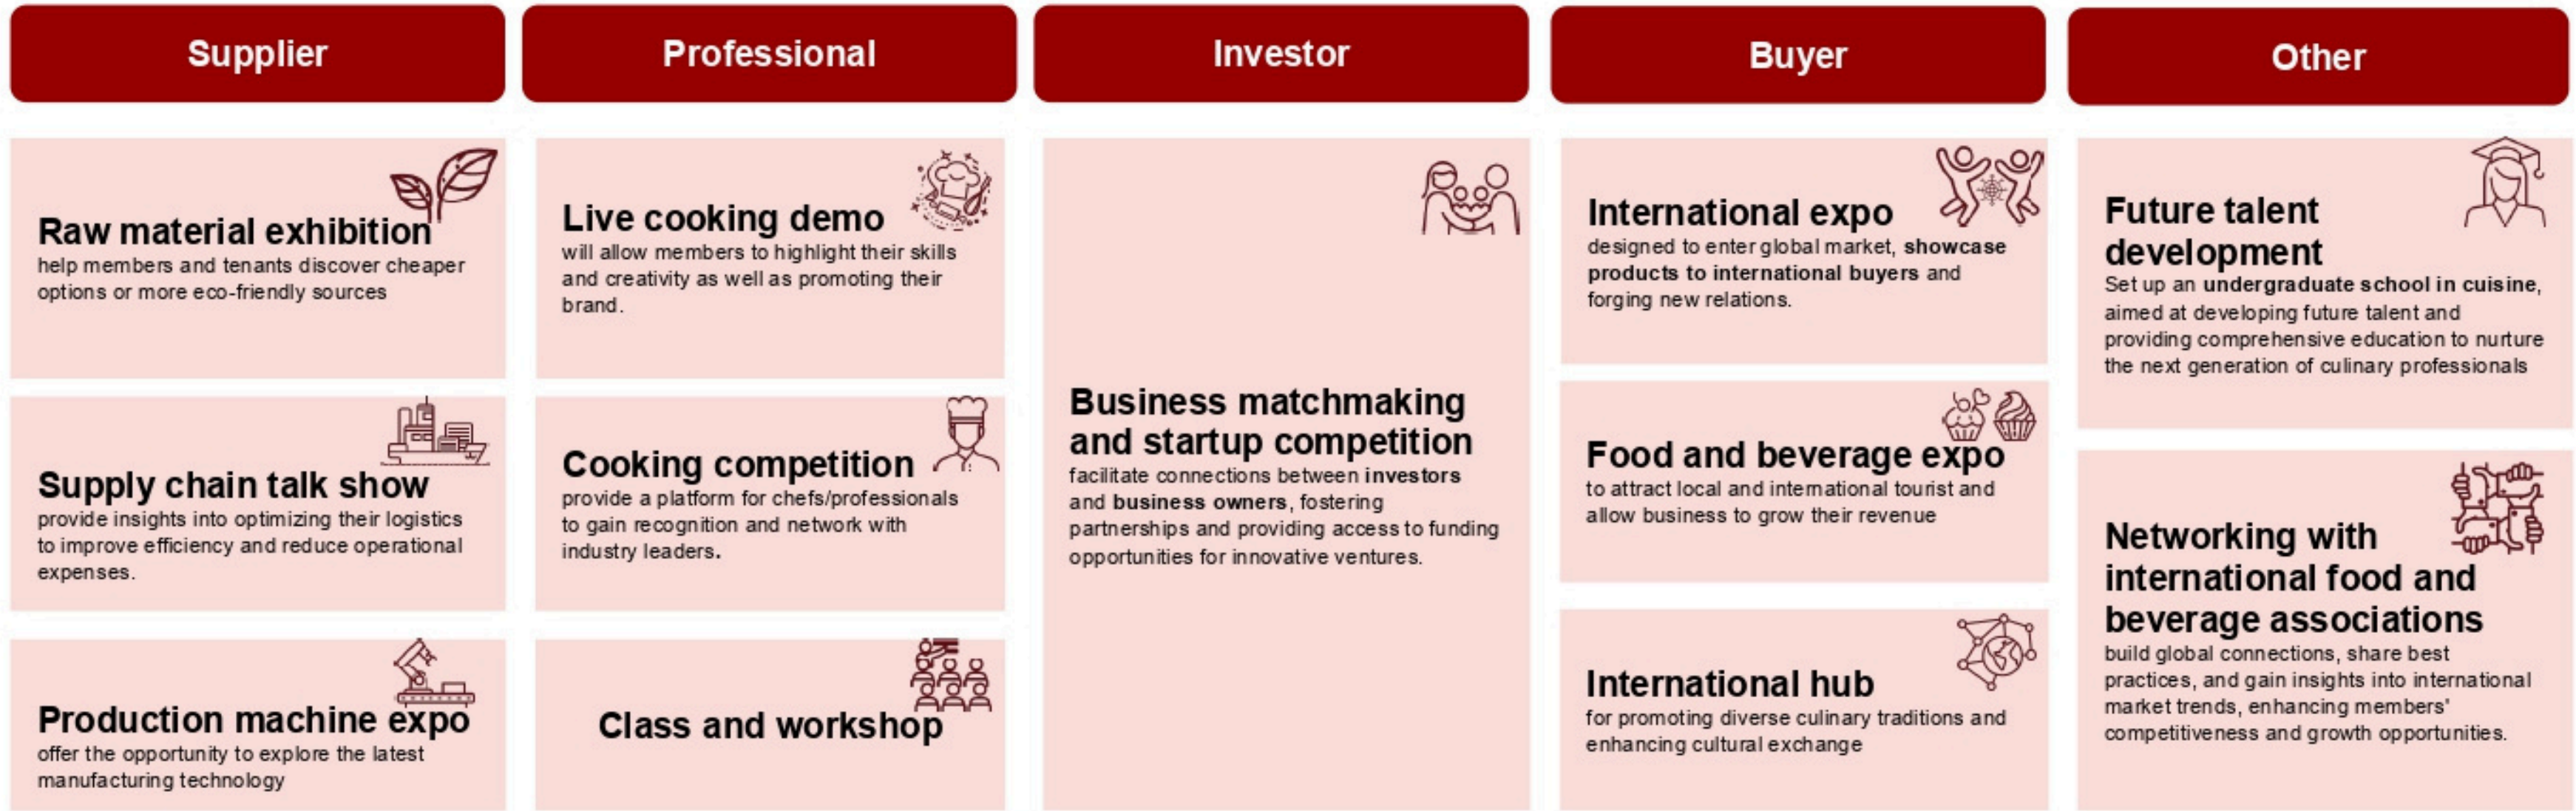 Supplier
Professional
Investor
Buyer
Other
Raw material exhibition
help members and tenants discover cheaper
options or more eco-friendly sources
Supply chain talk show
provide insights into optimizing their logistics
to improve efficiency and reduce operational
expenses.
Production machine expo
offer the opportunity to explore the latest
manufacturing technology
Live cooking demo
will allow members to highlight their skills
and creativity as well as promoting their
brand.
Cooking competition
provide a platform for chefs/professionals
to gain recognition and network with
industry leaders.
Class and workshop
Business matchmaking
and startup competition
facilitate connections between investors
and business owners, fostering
partnerships and providing access to funding
opportunities for innovative ventures.
International expo
designed to enter global market, showcase
products to international buyers and
forging new relations.
Food and beverage expo
to attract local and international tourist and
allow business to grow their revenue
International hub
for promoting diverse culinary traditions and
enhancing cultural exchange
Future talent
development
Set up an undergraduate school in cuisine,
aimed at developing future talent and
providing comprehensive education to nurture
the next generation of culinary professionals
Networking with
international food and
beverage associations
build global connections, share best
practices, and gain insights into international
market trends, enhancing members'
competitiveness and growth opportunities.